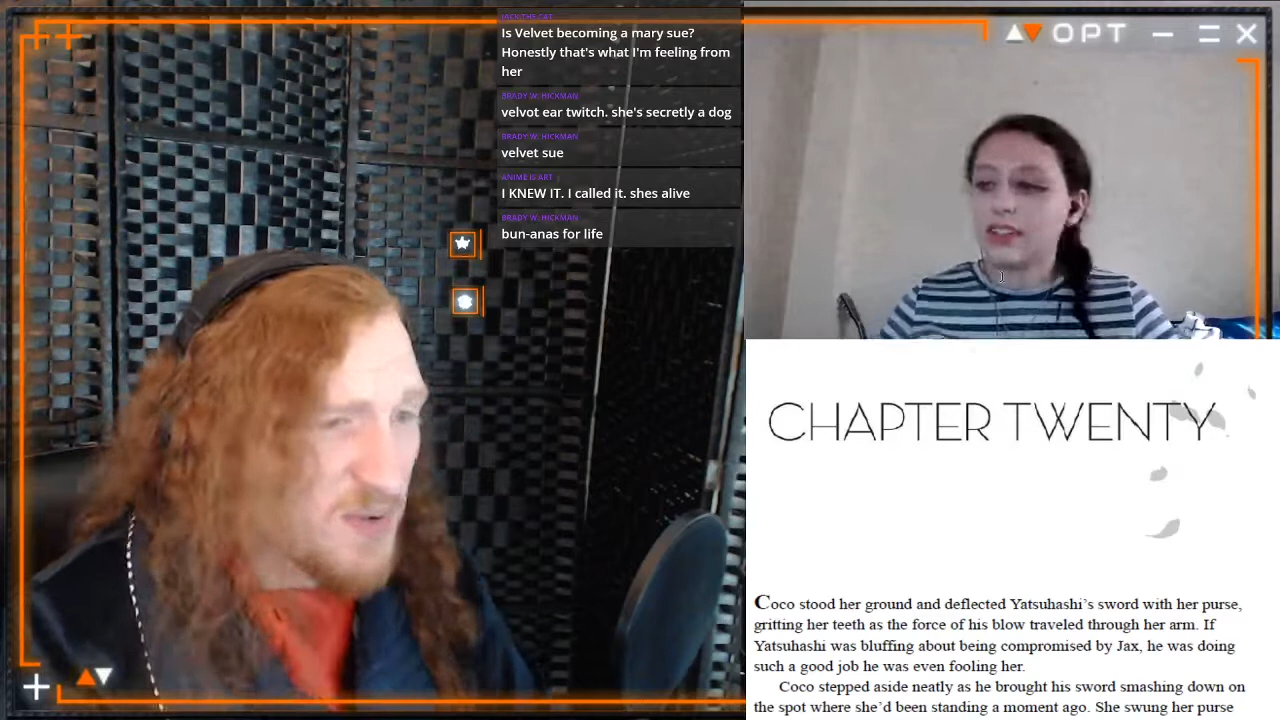 JACKTHE CAT
Is Velvet becoming a mary sue?
Honestly that's what I'm feeling from
her
BRADY W. HICKMAN
velvot ear twitch. she's secretly a dog
BRADY W. HICKMAN
velvet sue
ANIME IS ART
I KNEW IT. I called it. shes alive
BRADY W. HICKMAN
bun-anas for life
OPT
CHAPTER TWENTY
Coco stood her ground and deflected Yatsuhashi's sword with her purse,
gritting her teeth as the force of his blow traveled through her arm. If
Yatsuhashi was bluffing about being compromised by Jax, he was doing
such a good job he was even fooling her.
Coco stepped aside neatly as he brought his sword smashing down on
the spot where she'd been standing a moment ago. She swung her purse